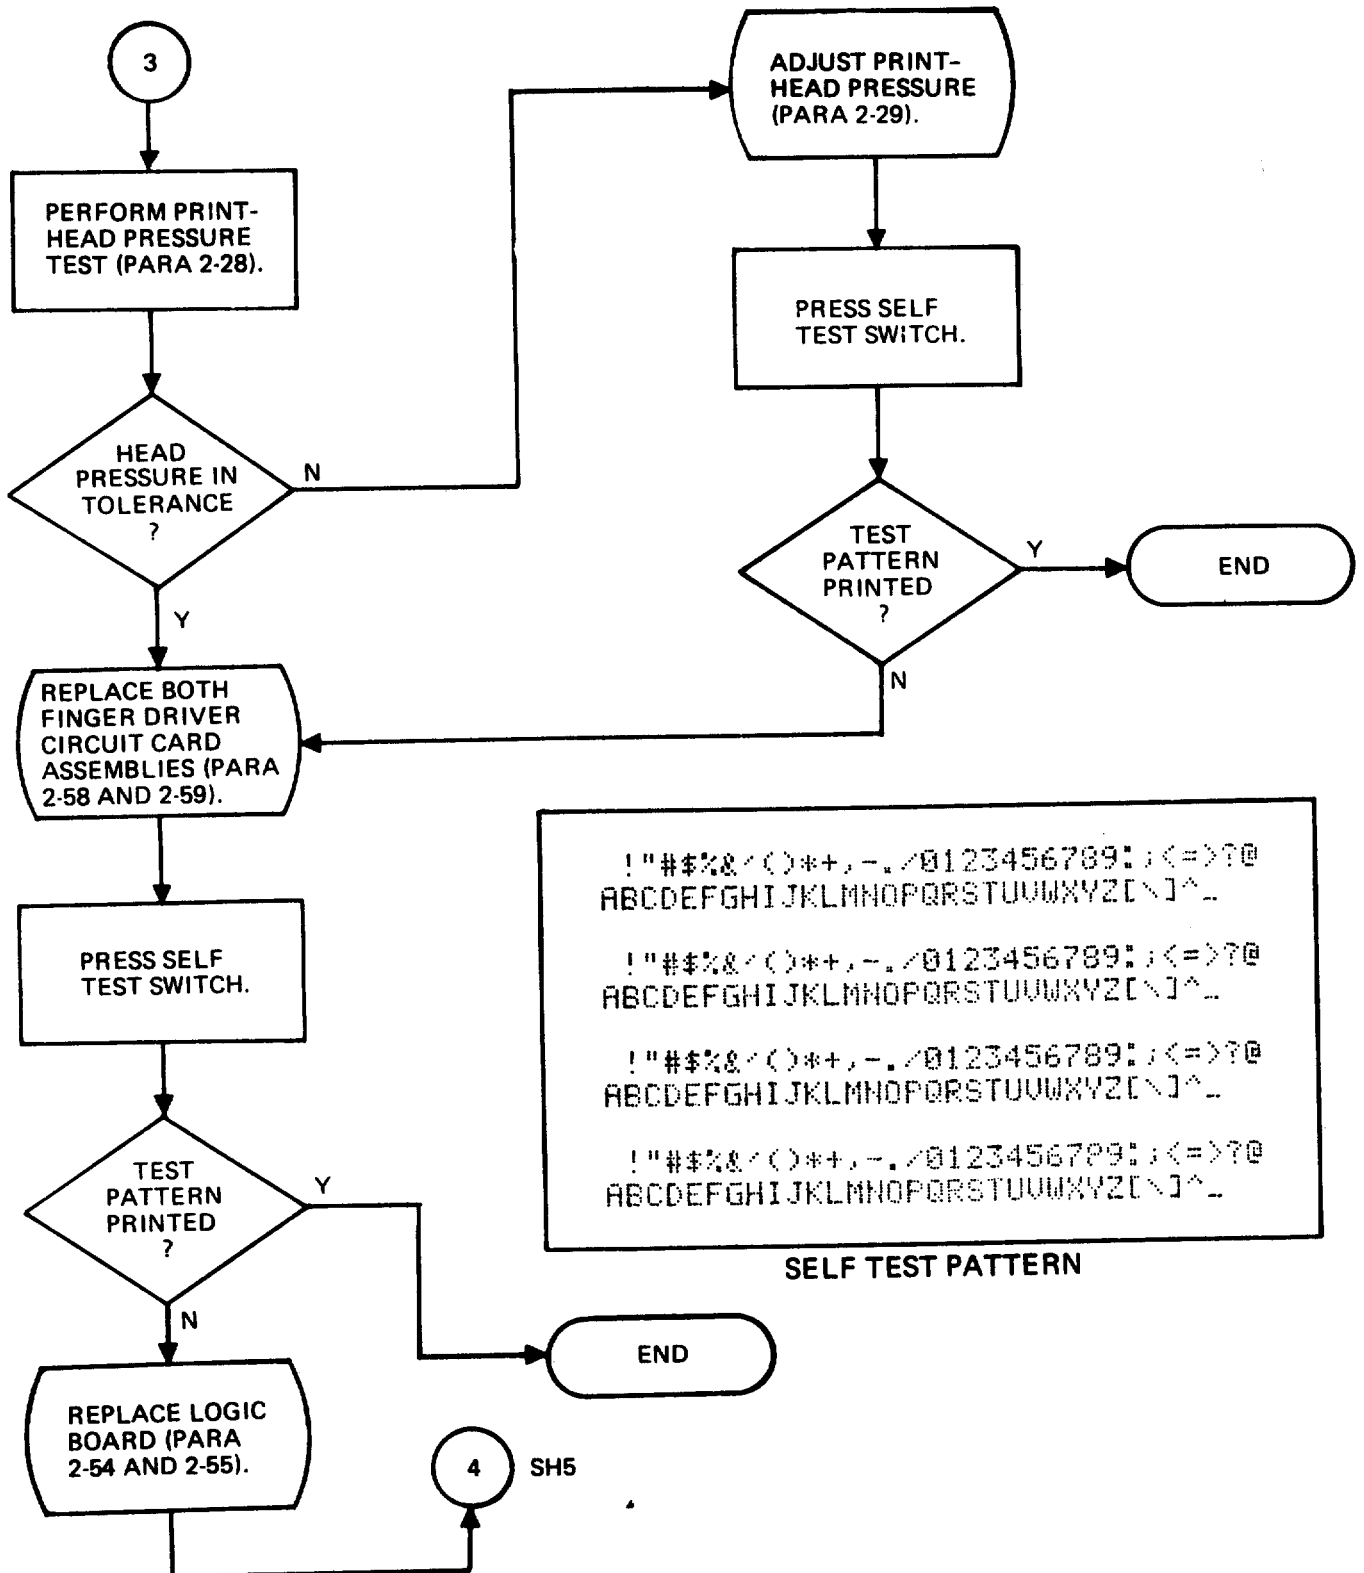 3
PERFORM PRINT-
HEAD PRESSURE
TEST (PARA 2-28).
HEAD
PRESSURE IN
TOLERANCE
?
N
Y
ADJUST PRINT-
HEAD PRESSURE
(PARA 2-29).
PRESS SELF
TEST SWITCH.
TEST
PATTERN
PRINTED
?
Y
END
N
REPLACE BOTH
FINGER DRIVER
CIRCUIT CARD
ASSEMBLIES (PARA
2-58 AND 2-59).
PRESS SELF
TEST SWITCH.
TEST
PATTERN
PRINTED
?
Y
END
N
REPLACE LOGIC
BOARD (PARA
2-54 AND 2-55).
4 SH5
!"#$%&'()*+,-./0123456789:;<=>?@
ABCDEFGHIJKLMNOPQRSTUVWXYZ[\]^_
!"#$%&'()*+,-./0123456789:;<=>?@
ABCDEFGHIJKLMNOPQRSTUVWXYZ[\]^_
!"#$%&'()*+,-./0123456789:;<=>?@
ABCDEFGHIJKLMNOPQRSTUVWXYZ[\]^_
!"#$%&'()*+,-./0123456789:;<=>?@
ABCDEFGHIJKLMNOPQRSTUVWXYZ[\]^_
SELF TEST PATTERN